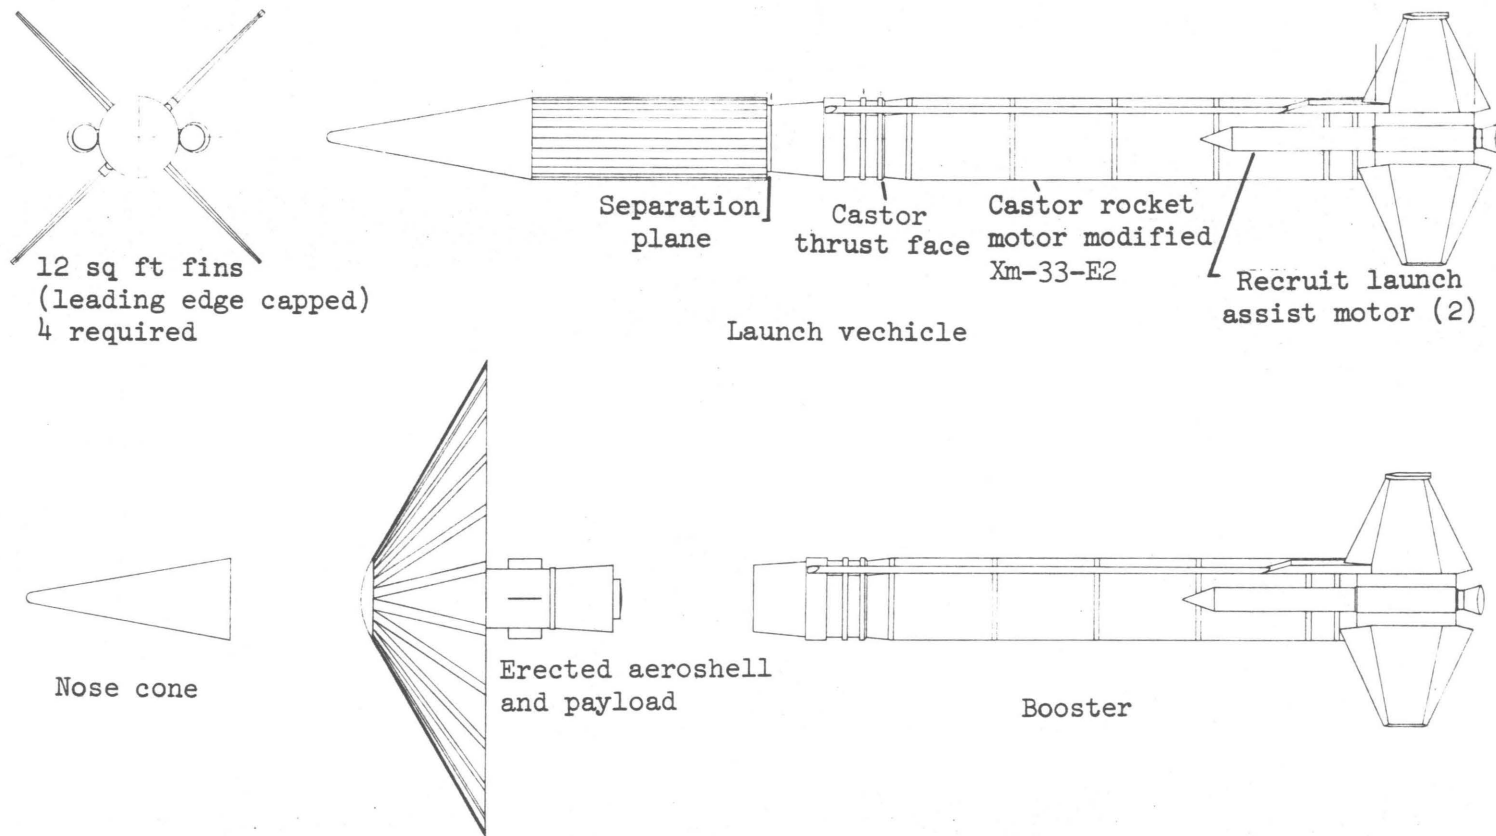 Separation
plane
Castor
thrust face
Castor rocket
motor modified
Xm-33-E2
Recruit launch
assist motor (2)
12 sq ft fins
(leading edge capped)
4 required
Launch vechicle
Nose cone
Erected aeroshell
and payload
Booster